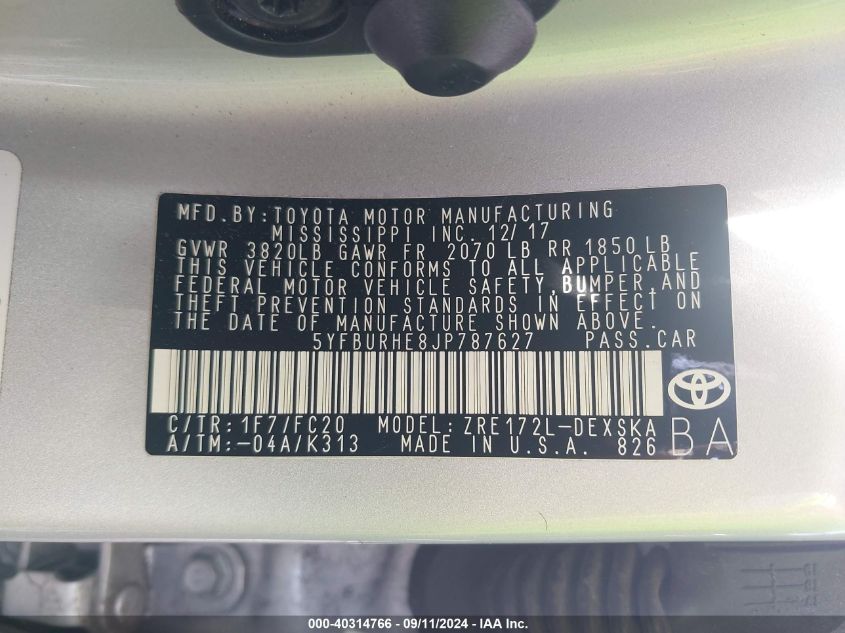 MFD.BY:TOYOTA MOTOR MANUFACTURING
MISSISSIPPI INC. 12/17
GVWR 3820LB GAWR FR 2070 LB RR 1850 LB
THIS VEHICLE CONFORMS TO ALL APPLICABLE
FEDERAL MOTOR VEHICLE SAFETY,BUMPER,AND
THEFT PREVENTION STANDARDS IN EFFECT ON
THE DATE OF MANUFACTURE SHOWN ABOVE.
5YFBURHE8JP787627 PASS.CAR
C/TR:1F7/FC20 MODEL:ZRE172L-DEXSKA
A/TM:-04A/K313 MADE IN U.S.A. 826
BA
000-40314766 - 09/11/2024 - IAA Inc.